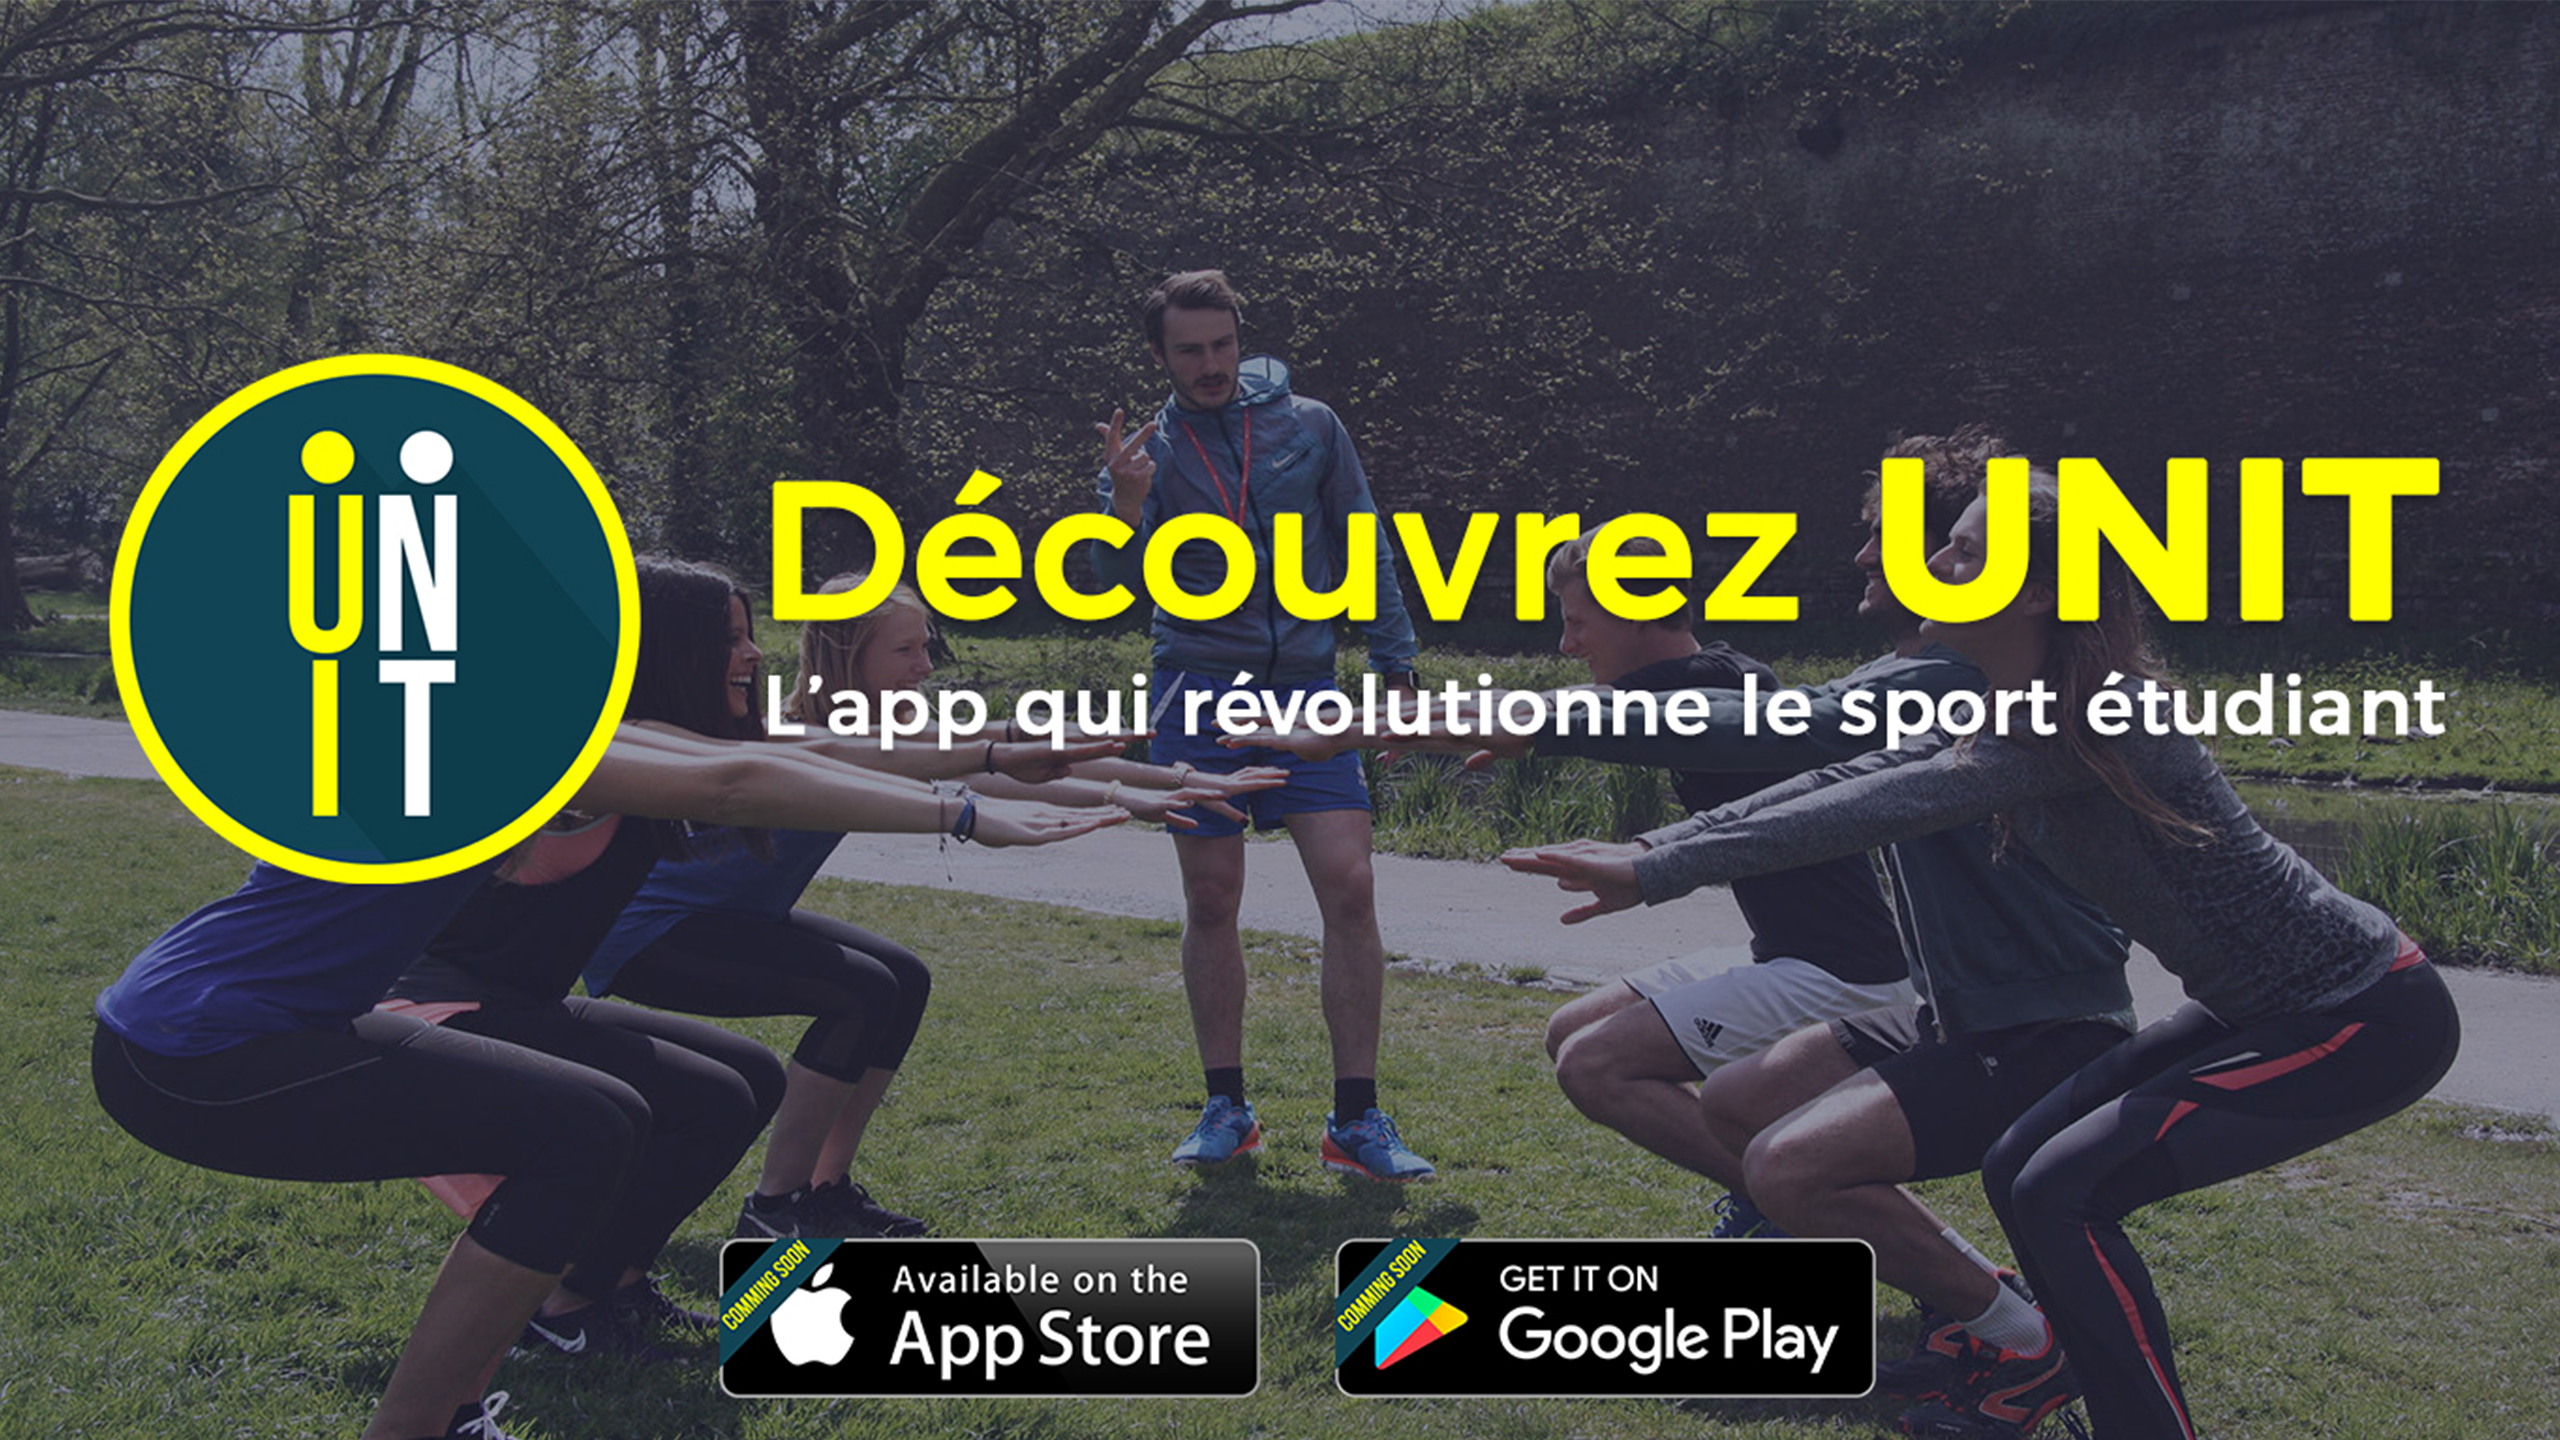 UN
IT
Découvrez UNIT
L'app qui révolutionne le sport étudiant
COMMING SOON
Available on the
App Store
COMMING SOON
GET IT ON
Google Play